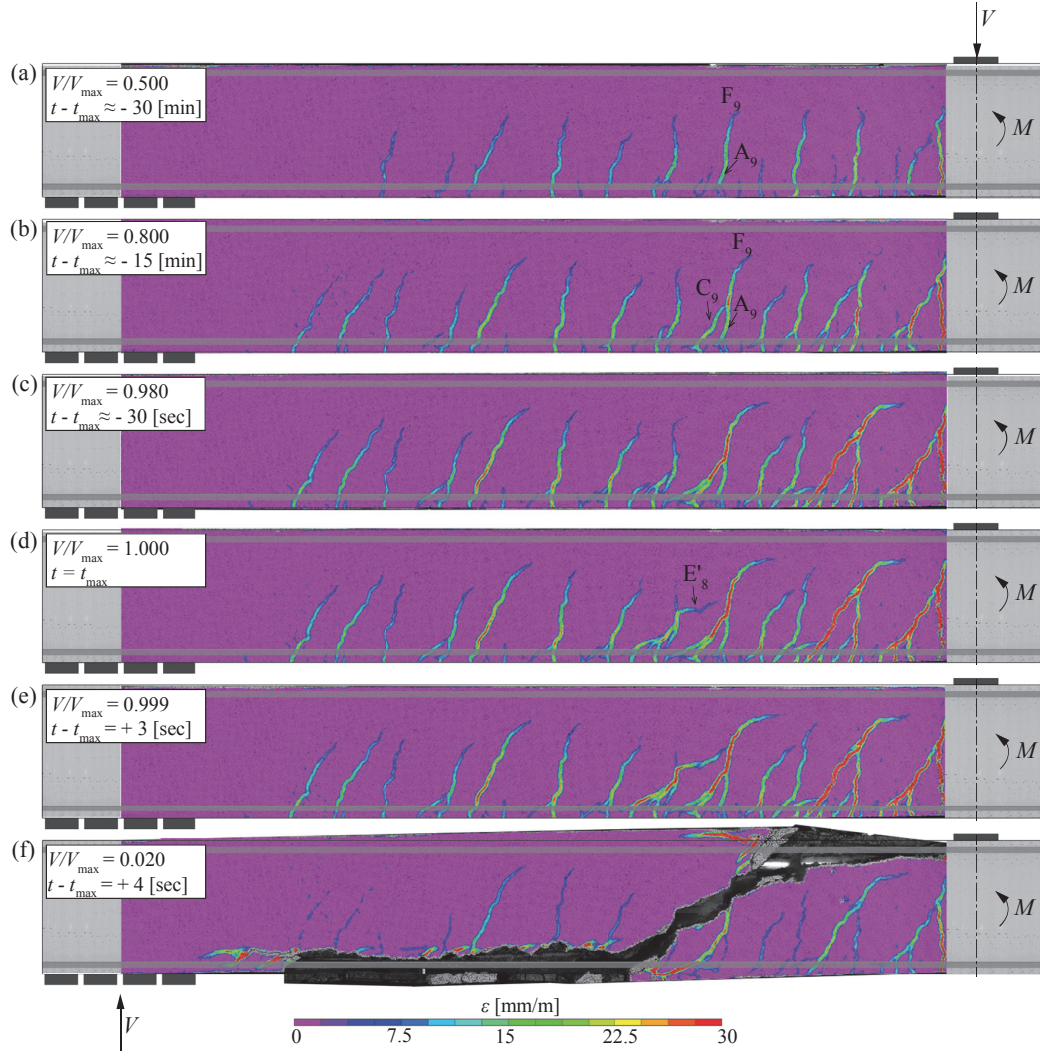 V
(a)
V/Vmax = 0.500
t - tmax ≈ - 30 [min]
F9
A9
M
(b)
V/Vmax = 0.800
t - tmax ≈ - 15 [min]
F9
C9
A9
M
(c)
V/Vmax = 0.980
t - tmax ≈ - 30 [sec]
M
(d)
V/Vmax = 1.000
t = tmax
E'8
M
(e)
V/Vmax = 0.999
t - tmax = + 3 [sec]
M
(f)
V/Vmax = 0.020
t - tmax = + 4 [sec]
M
V
ε [mm/m]
0 7.5 15 22.5 30